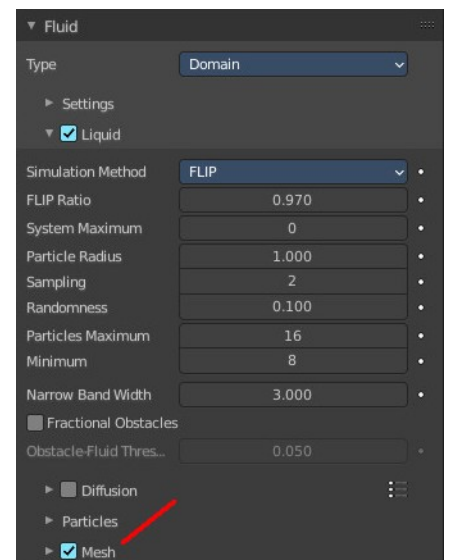 Fluid
Type Domain
Settings
Liquid
Simulation Method FLIP
FLIP Ratio 0.970
System Maximum 0
Particle Radius 1.000
Sampling 2
Randomness 0.100
Particles Maximum 16
Minimum 8
Narrow Band Width 3.000
Fractional Obstacles
Obstacle-Fluid Thres... 0.050
Diffusion
Particles
Mesh